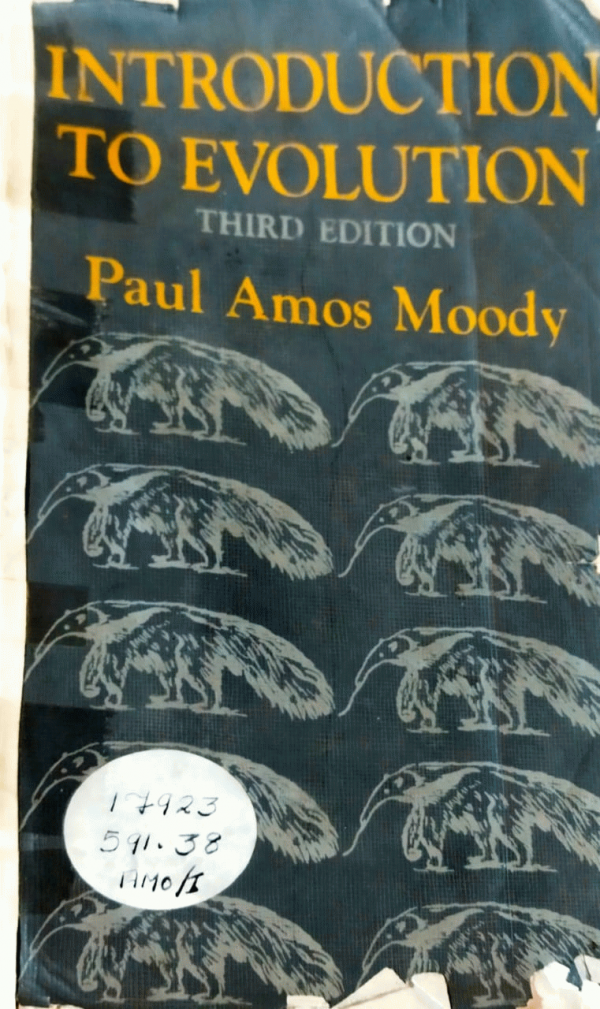 INTRODUCTION
TO EVOLUTION
THIRD EDITION
Paul Amos Moody
17923
591.38
AMO/I